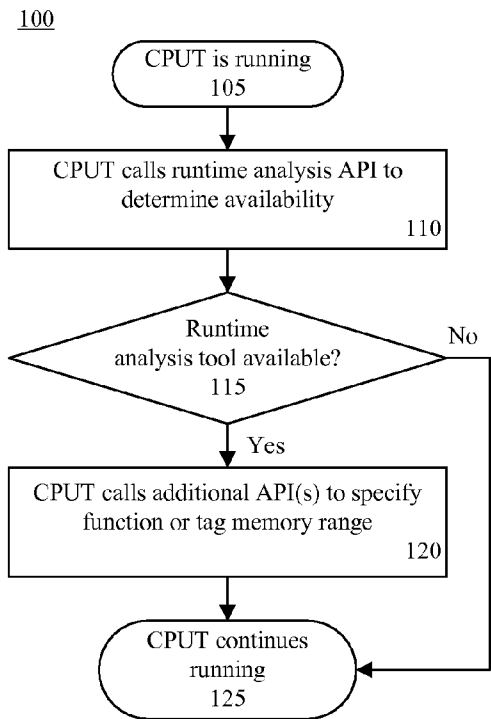 100
CPUT is running
105
CPUT calls runtime analysis API to
determine availability
110
Runtime
analysis tool available?
115
No
Yes
CPUT calls additional API(s) to specify
function or tag memory range
120
CPUT continues
running
125